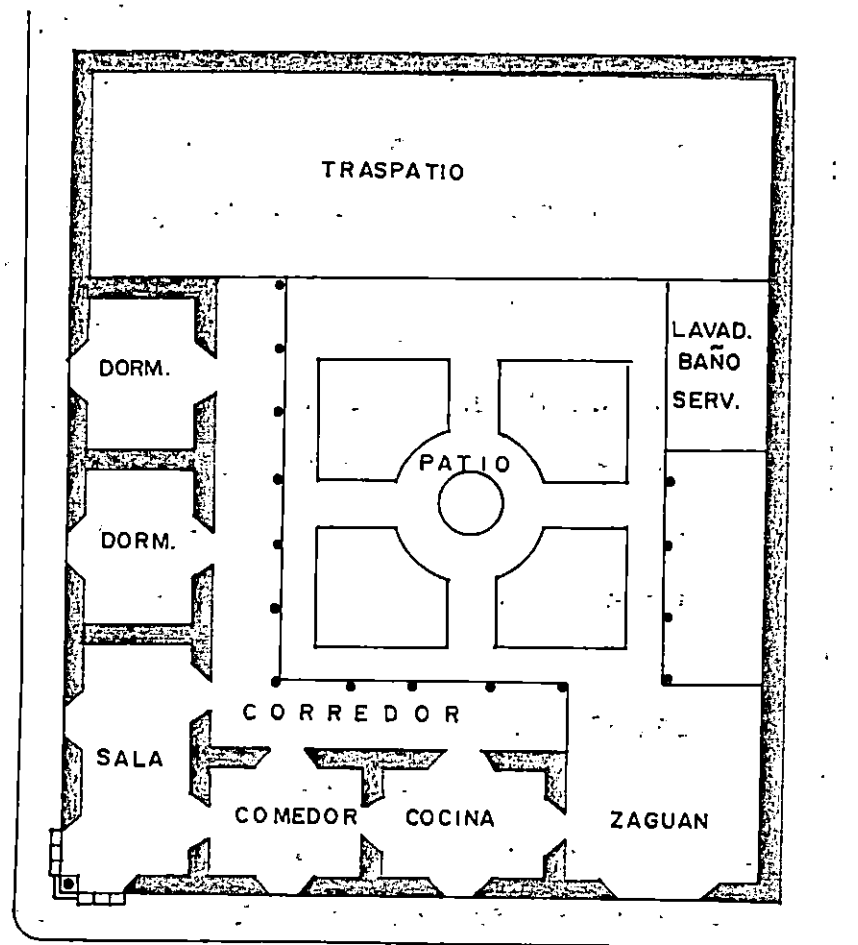 TRASPATIO
LAVAD.
BAÑO
SERV.
DORM.
PATIO
DORM.
CORREDOR
SALA
COMEDOR
COCINA
ZAGUAN